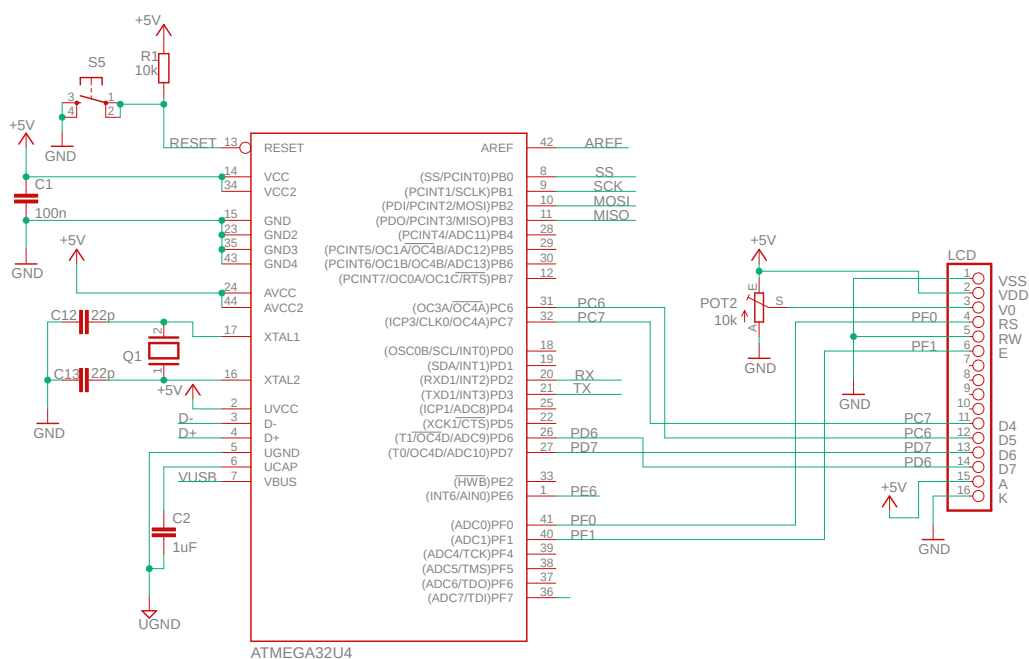 +5V
R1
10k
S5
3
1
4
2
GND
+5V
C1
100n
GND
+5V
C12
22p
2
Q1
1
C13
22p
GND
+5V
RESET
13
14
34
15
23
35
43
24
44
17
16
2
D-
3
D+
4
5
6
VUSB
7
C2
1uF
UGND
RESET
VCC
VCC2
GND
GND2
GND3
GND4
AVCC
AVCC2
XTAL1
XTAL2
UVCC
D-
D+
UGND
UCAP
VBUS
ATMEGA32U4
AREF 42 AREF
(SS/PCINT0)PB0 8 SS
(PCINT1/SCLK)PB1 9 SCK
(PDI/PCINT2/MOSI)PB2 10 MOSI
(PDO/PCINT3/MISO)PB3 11 MISO
(PCINT4/ADC11)PB4 28
(PCINT5/OC1A/OC4B/ADC12)PB5 29
(PCINT6/OC1B/OC4B/ADC13)PB6 30
(PCINT7/OC0A/OC1C/RTS)PB7 12
(OC3A/OC4A)PC6 31 PC6
(ICP3/CLK0/OC4A)PC7 32 PC7
(OSC0B/SCL/INT0)PD0 18
(SDA/INT1)PD1 19
(RXD1/INT2)PD2 20 RX
(TXD1/INT3)PD3 21 TX
(ICP1/ADC8)PD4 25
(XCK1/CTS)PD5 22
(T1/OC4D/ADC9)PD6 26 PD6
(T0/OC4D/ADC10)PD7 27 PD7
(HWB)PE2 33
(INT6/AIN0)PE6 1 PE6
(ADC0)PF0 41 PF0
(ADC1)PF1 40 PF1
(ADC4/TCK)PF4 39
(ADC5/TMS)PF5 38
(ADC6/TDO)PF6 37
(ADC7/TDI)PF7 36
+5V
POT2
10k
E
S
A
GND
GND
LCD
1 VSS
2 VDD
3 V0
PF0 4 RS
5 RW
PF1 6 E
7
8
9
10
PC7 11 D4
PC6 12 D5
PD7 13 D6
PD6 14 D7
15 A
16 K
+5V
GND